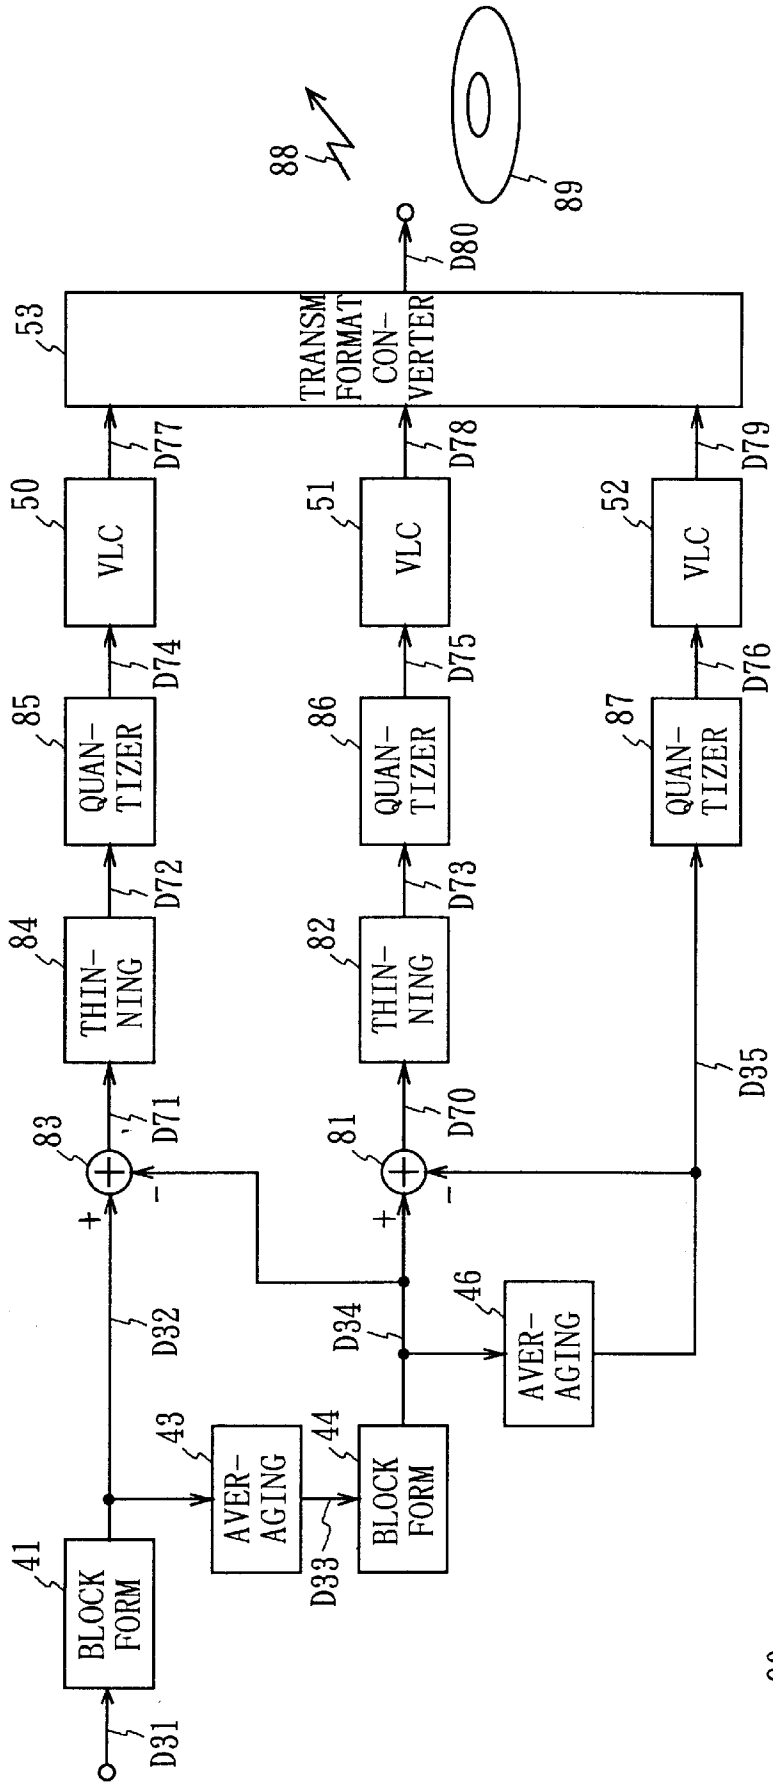 D31
41
BLOCK
FORM
D32
43
AVER-
AGING
D33
44
BLOCK
FORM
D34
46
AVER-
AGING
D35
+
-
83
D71
84
THIN-
NING
D72
85
QUAN-
TIZER
D74
50
VLC
D77
+
-
81
D70
82
THIN-
NING
D73
86
QUAN-
TIZER
D75
51
VLC
D78
87
QUAN-
TIZER
D76
52
VLC
D79
53
TRANSM
FORMAT
CON-
VERTER
D80
88
89